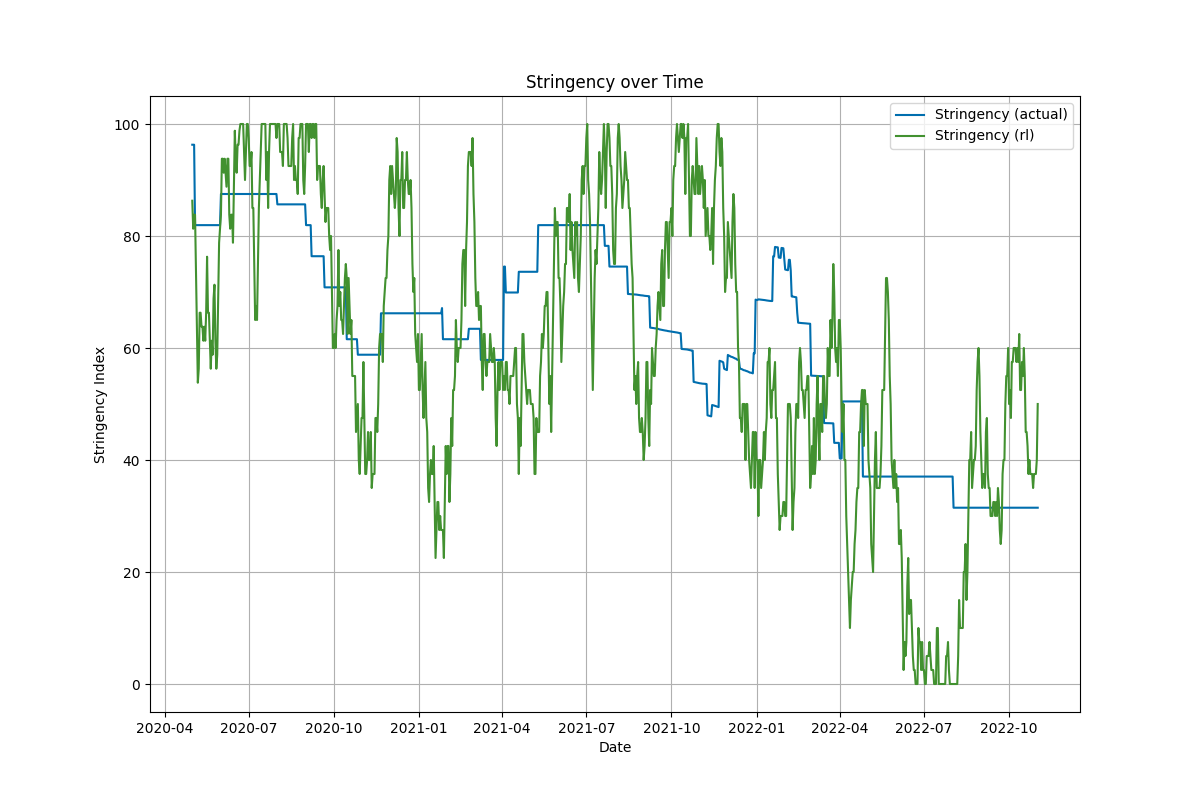 Stringency over Time
Stringency (actual)
Stringency (rl)
100
80
60
40
20
0
Stringency Index
2020-04 2020-07 2020-10 2021-01 2021-04 2021-07 2021-10 2022-01 2022-04 2022-07 2022-10
Date